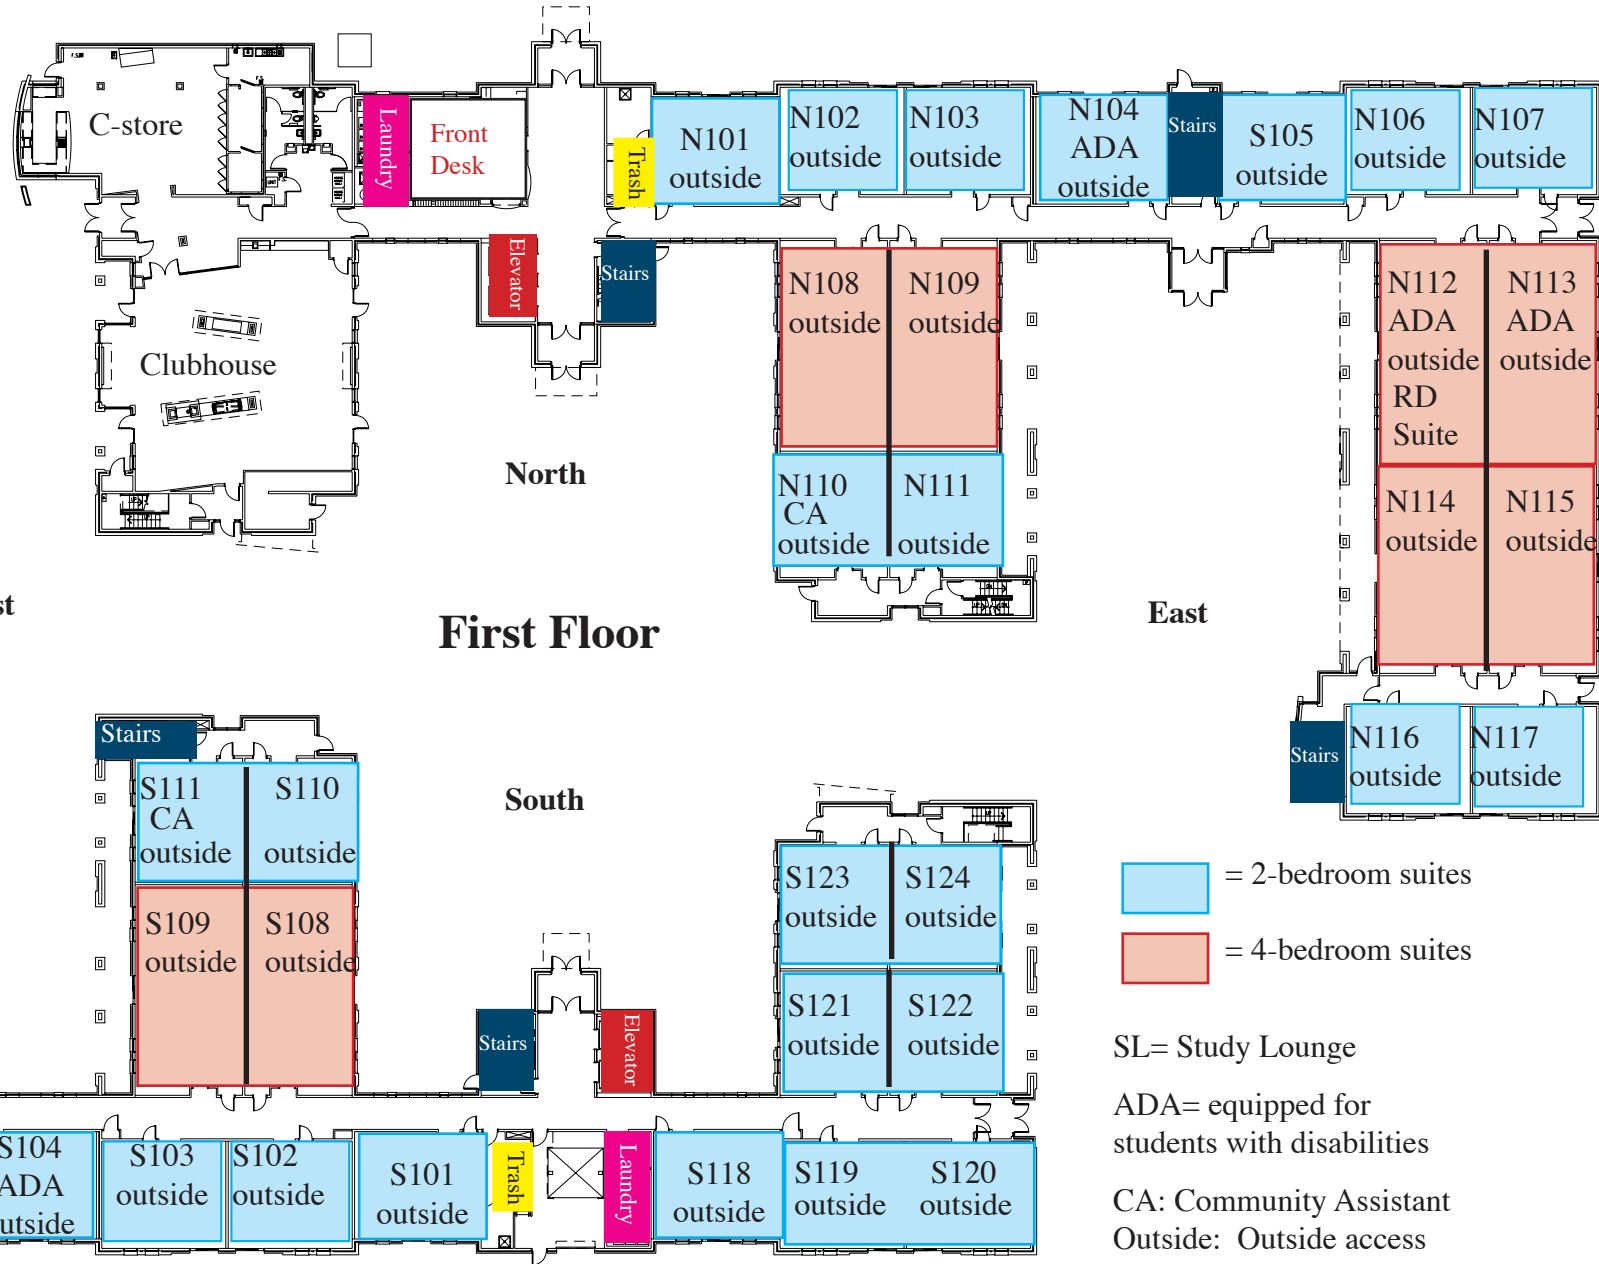 C-store
Laundry
Front
Desk
Trash
N101
outside
N102
outside
N103
outside
N104
ADA
outside
Stairs
S105
outside
N106
outside
N107
outside
Elevator
Stairs
Clubhouse
N108
outside
N109
outside
N110
CA
outside
N111
outside
N112
ADA
outside
RD
Suite
N113
ADA
outside
N114
outside
N115
outside
North
First Floor
East
st
Stairs
N116
outside
N117
outside
Stairs
S111
CA
outside
S110
outside
S109
outside
S108
outside
South
Stairs
Elevator
S123
outside
S124
outside
S121
outside
S122
outside
S104
ADA
utside
S103
outside
S102
outside
S101
outside
Trash
Laundry
S118
outside
S119
outside
S120
outside
= 2-bedroom suites
= 4-bedroom suites
SL= Study Lounge
ADA= equipped for
students with disabilities
CA: Community Assistant
Outside: Outside access